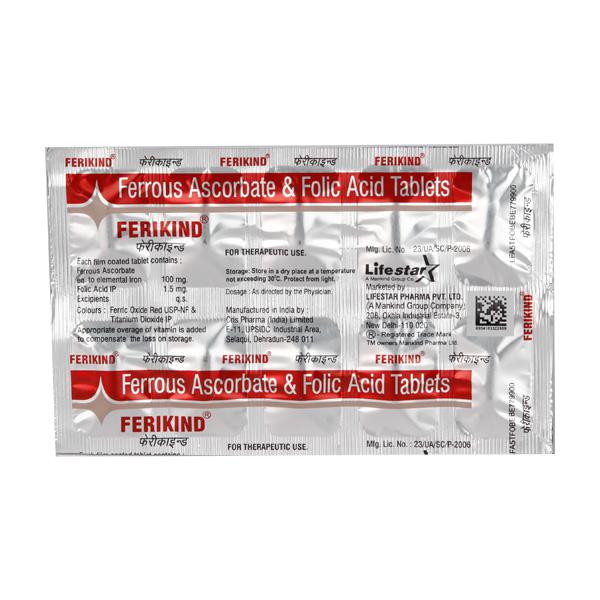 FERIKIND® फेरीकाइन्ड FERIKIND® फेरीकाइन्ड FERIKIND® फेरीकाइन्ड
Ferrous Ascorbate & Folic Acid Tablets
FERIKIND®
फेरीकाइन्ड
Each film coated tablet contains :
Ferrous Ascorbate
eq. to elemental Iron 100 mg.
Folic Acid IP 1.5 mg.
Excipients q.s.
Colours : Ferric Oxide Red USP-NF &
Titanium Dioxide IP
Appropriate overage of vitamin is added
to compensate the loss on storage.
FOR THERAPEUTIC USE.
Storage: Store in a dry place at a temperature
not exceeding 30°C. Protect from light.
Dosage : As directed by the Physician.
Manufactured in India by :
Oris Pharma (India) Limited
E-11, UPSIDC Industrial Area,
Selaqui, Dehradun-248 011
Mfg. Lic. No. : 23/UA/SC/P-2006
Lifestar
A Mankind Group Co.
Marketed by
LIFESTAR PHARMA PVT. LTD.
(A Mankind Group Company)
208, Okhla Industrial Estate-3,
New Delhi-110 020
® - Registered Trade Mark
TM owners Mankind Pharma Ltd.
FERIKIND® फेरीकाइन्ड FERIKIND® फेरीकाइन्ड FERIKIND® फेरीकाइन्ड
Ferrous Ascorbate & Folic Acid Tablets
FERIKIND®
फेरीकाइन्ड
FOR THERAPEUTIC USE.
Mfg. Lic. No. : 23/UA/SC/P-2006
Each film coated tablet contains :
फेरीकाइन्ड
FERIKIND®
फेरीकाइन्ड